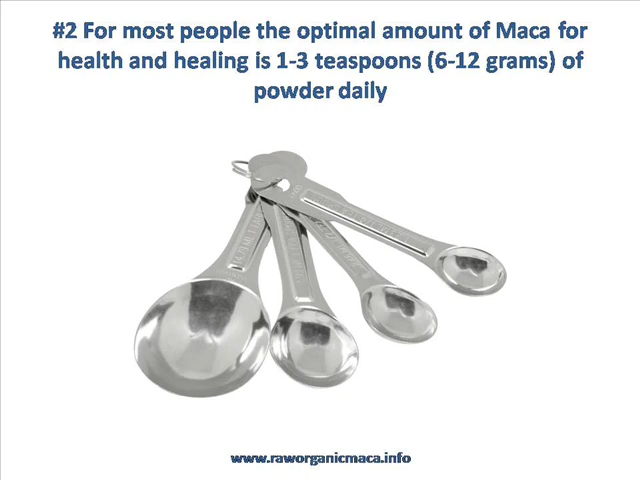 #2 For most people the optimal amount of Maca for
health and healing is 1-3 teaspoons (6-12 grams) of
powder daily
www.raworganicmaca.info